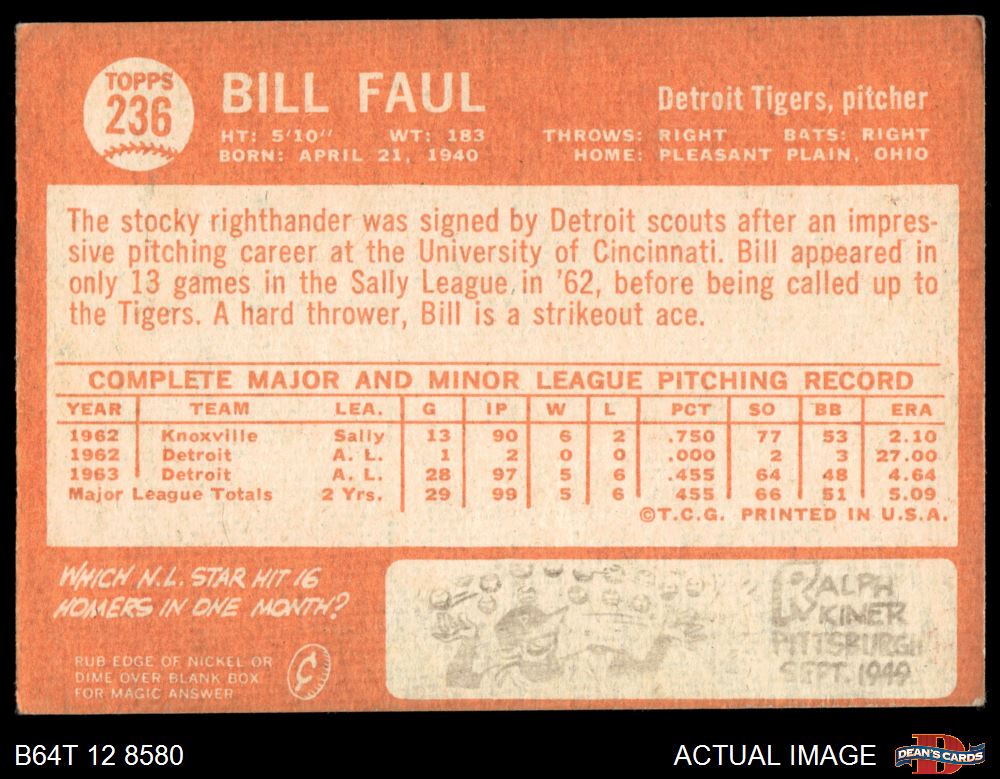 TOPPS
236
BILL FAUL
Detroit Tigers, pitcher
HT: 5'10" WT: 183 THROWS: RIGHT BATS: RIGHT
BORN: APRIL 21, 1940 HOME: PLEASANT PLAIN, OHIO
The stocky righthander was signed by Detroit scouts after an impres-
sive pitching career at the University of Cincinnati. Bill appeared in
only 13 games in the Sally League in '62, before being called up to
the Tigers. A hard thrower, Bill is a strikeout ace.
COMPLETE MAJOR AND MINOR LEAGUE PITCHING RECORD
YEAR TEAM LEA. G IP W L PCT SO BB ERA
1962 Knoxville Sally 13 90 6 2 .750 77 53 2.10
1962 Detroit A. L. 1 2 0 0 .000 2 3 27.00
1963 Detroit A. L. 28 97 5 6 .455 64 48 4.64
Major League Totals 2 Yrs. 29 99 5 6 455 66 51 5.09
©T.C.G. PRINTED IN U.S.A.
WHICH N.L. STAR HIT 16
HOMERS IN ONE MONTH?
RUB EDGE OF NICKEL OR
DIME OVER BLANK BOX
FOR MAGIC ANSWER
¢
RALPH
KINER
PITTSBURGH
SEPT. 1949
B64T 12 8580
ACTUAL IMAGE
D
DEAN'S CARDS